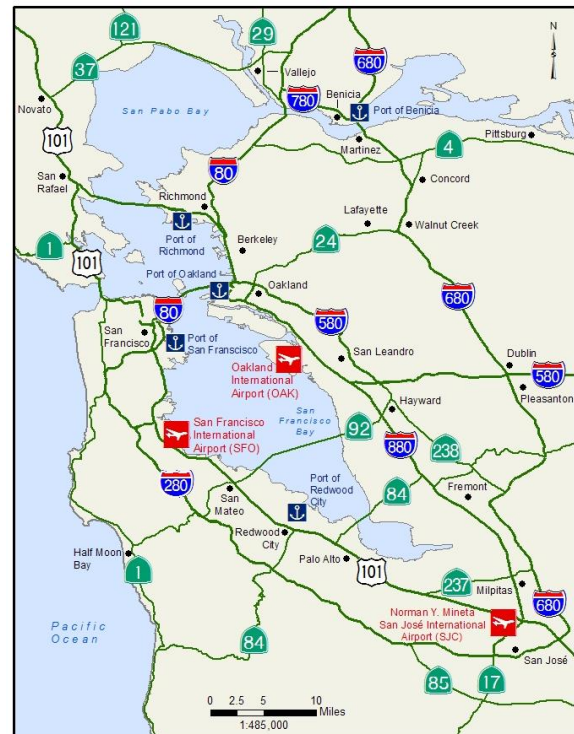 121
29
680
N
37
Vallejo
780
Benicia
San Pabo Bay
Port of Benicia
Novato
Pittsburg
101
Martinez
4
80
San
Rafael
Concord
Richmond
Lafayette
Walnut Creek
1
Port of
Richmond
Berkeley
24
101
Port of Oakland
680
Oakland
80
580
San
Francisco
Port of
San Franscisco
San Leandro
Dublin
Oakland
International
Airport (OAK)
580
Pleasanton
San
Francisco
Bay
Hayward
San Francisco
International
Airport (SFO)
92
880
238
280
Port of
Redwood
City
84
Fremont
San
Mateo
Redwood
City
Half Moon
Bay
Palo Alto
101
1
237
Milpitas
680
Norman Y. Mineta
San José International
Airport (SJC)
Pacific
Ocean
84
San José
85
17
0 2.5 5 10
Miles
1:485,000